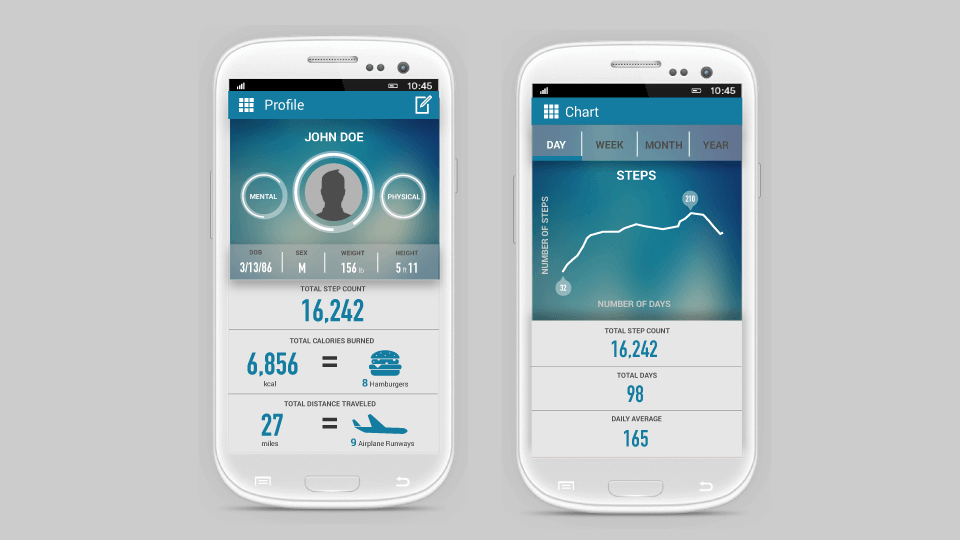 10:45
Profile
JOHN DOE
MENTAL
PHYSICAL
DOB SEX WEIGHT HEIGHT
3/13/86 M 156 lb 5 ft 11
TOTAL STEP COUNT
16,242
TOTAL CALORIES BURNED
6,856 =
kcal 8 Hamburgers
TOTAL DISTANCE TRAVELED
27 =
miles 9 Airplane Runways
10:45
Chart
DAY WEEK MONTH YEAR
STEPS
NUMBER OF STEPS
210
32
NUMBER OF DAYS
TOTAL STEP COUNT
16,242
TOTAL DAYS
98
DAILY AVERAGE
165